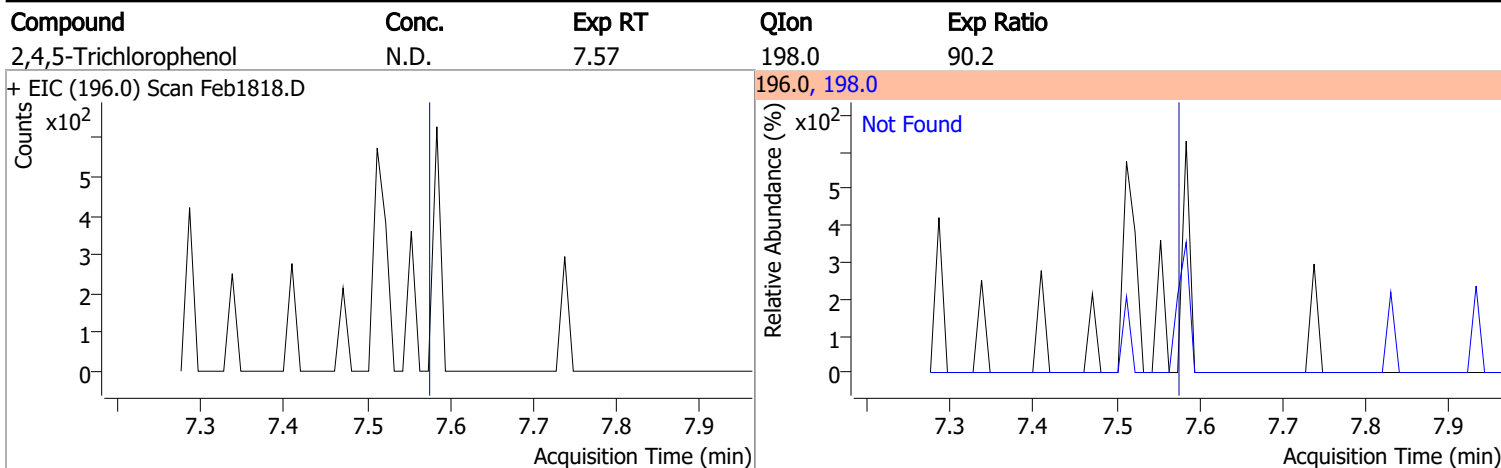 Compound Conc. Exp RT QIon Exp Ratio
2,4,5-Trichlorophenol N.D. 7.57 198.0 90.2
+ EIC (196.0) Scan Feb1818.D
Counts
x10²
5
4
3
2
1
0
7.3 7.4 7.5 7.6 7.7 7.8 7.9
Acquisition Time (min)
196.0, 198.0
Relative Abundance (%)
x10²
Not Found
5
4
3
2
1
0
7.3 7.4 7.5 7.6 7.7 7.8 7.9
Acquisition Time (min)